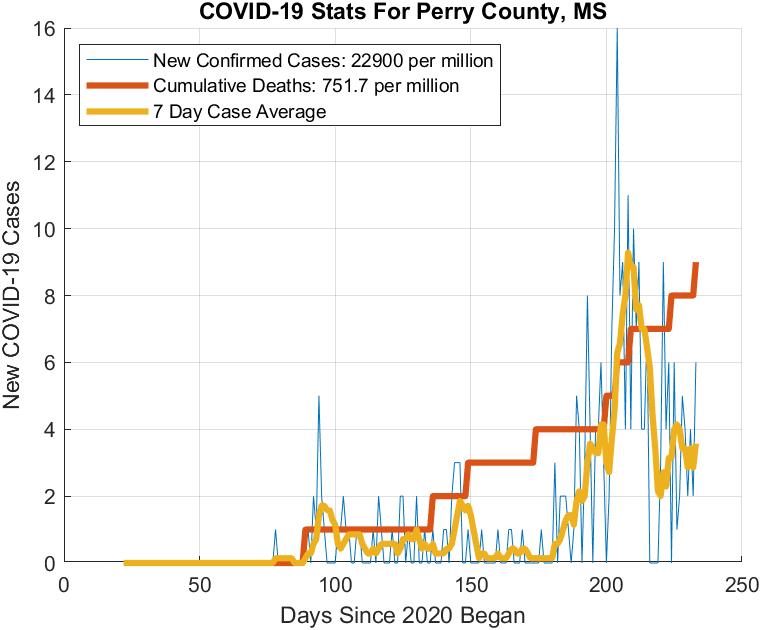 COVID-19 Stats For Perry County, MS
New Confirmed Cases: 22900 per million
Cumulative Deaths: 751.7 per million
7 Day Case Average
New COVID-19 Cases
16
14
12
10
8
6
4
2
0
0 50 100 150 200 250
Days Since 2020 Began